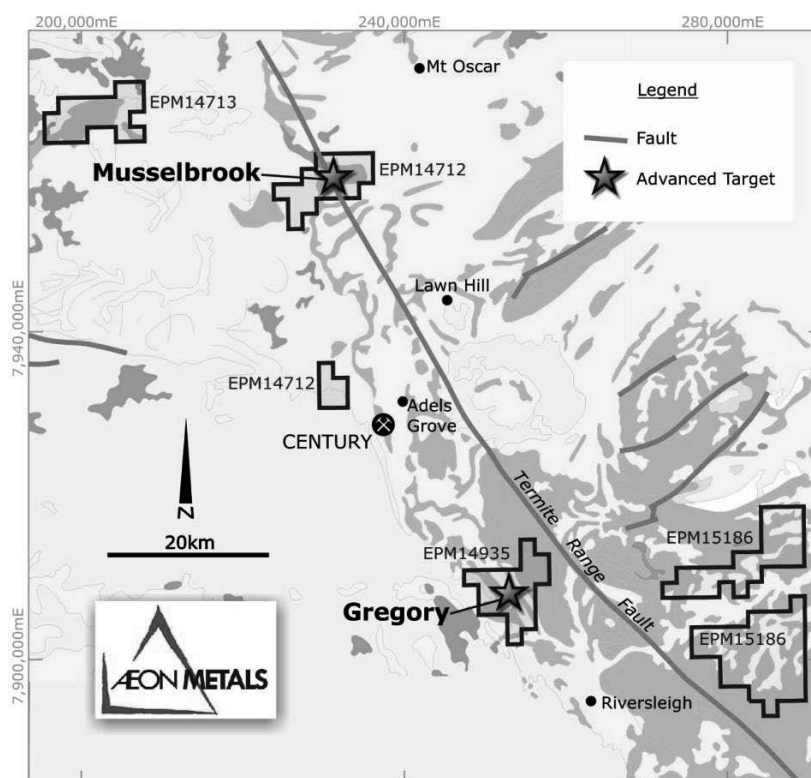 200,000mE
240,000mE
280,000mE
Mt Oscar
Legend
EPM14713
Fault
Musselbrook
EPM14712
Advanced Target
Lawn Hill
7,940,000mE
EPM14712
Adels
Grove
CENTURY
Termite Range Fault
N
20km
EPM14935
EPM15186
Gregory
EPM15186
7,900,000mE
AEON METALS
Riversleigh